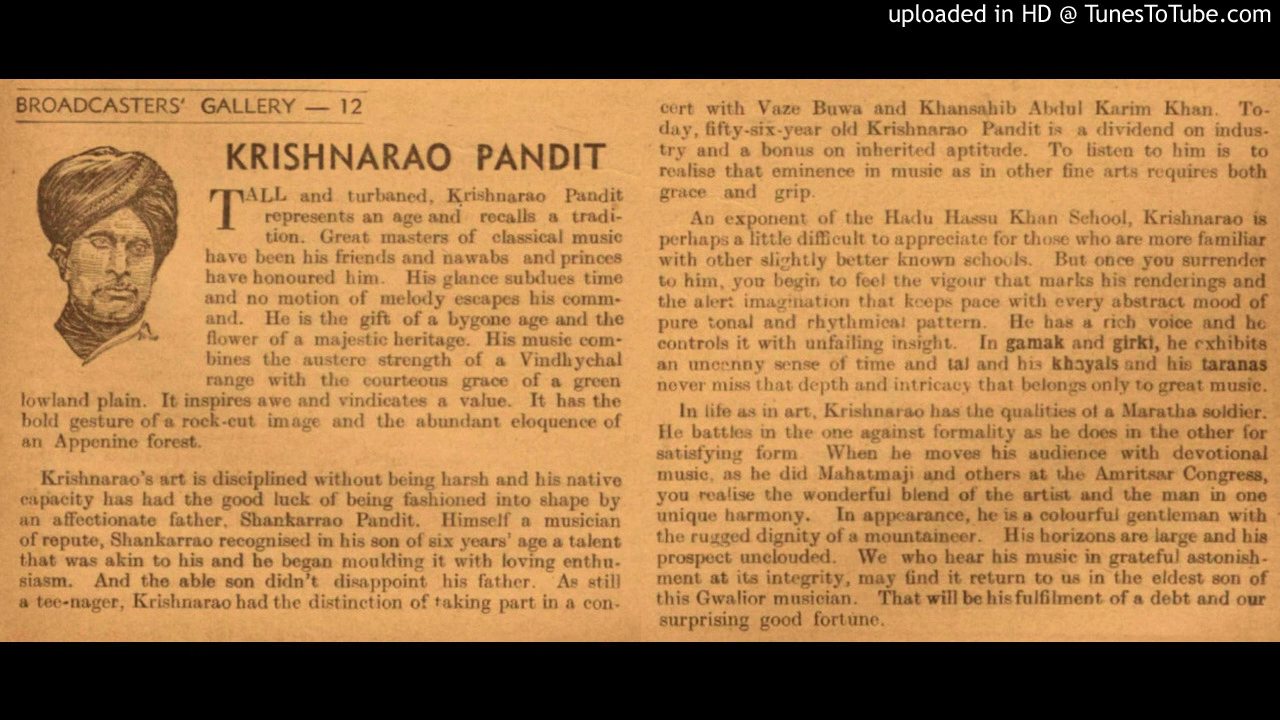 uploaded in HD @ TunesToTube.com
BROADCASTERS' GALLERY — 12
KRISHNARAO PANDIT
TALL and turbaned, Krishnarao Pandit
represents an age and recalls a tradi-
tion. Great masters of classical music
have been his friends and nawabs and princes
have honoured him. His glance subdues time
and no motion of melody escapes his comm-
and. He is the gift of a bygone age and the
flower of a majestic heritage. His music com-
bines the austere strength of a Vindhychal
range with the courteous grace of a green
lowland plain. It inspires awe and vindicates a value. It has the
bold gesture of a rock-cut image and the abundant eloquence of
an Appenine forest.
Krishnarao's art is disciplined without being harsh and his native
capacity has had the good luck of being fashioned into shape by
an affectionate father, Shankarrao Pandit. Himself a musician
of repute, Shankarrao recognised in his son of six years' age a talent
that was akin to his and he began moulding it with loving enthu-
siasm. And the able son didn't disappoint his father. As still
a tee-nager, Krishnarao had the distinction of taking part in a con-
cert with Vaze Buwa and Khansahib Abdul Karim Khan. To-
day, fifty-six-year old Krishnarao Pandit is a dividend on indus-
try and a bonus on inherited aptitude. To listen to him is to
realise that eminence in music as in other fine arts requires both
grace and grip.
An exponent of the Hadu Hassu Khan School, Krishnarao is
perhaps a little difficult to appreciate for those who are more familiar
with other slightly better known schools. But once you surrender
to him, you begin to feel the vigour that marks his renderings and
the alert imagination that keeps pace with every abstract mood of
pure tonal and rhythmical pattern. He has a rich voice and he
controls it with unfailing insight. In gamak and girki, he exhibits
an uncanny sense of time and tal and his khayals and his taranas
never miss that depth and intricacy that belongs only to great music.
In life as in art, Krishnarao has the qualities of a Maratha soldier.
He battles in the one against formality as he does in the other for
satisfying form When he moves his audience with devotional
music, as he did Mahatmaji and others at the Amritsar Congress,
you realise the wonderful blend of the artist and the man in one
unique harmony. In appearance, he is a colourful gentleman with
the rugged dignity of a mountaineer. His horizons are large and his
prospect unclouded. We who hear his music in grateful astonish-
ment at its integrity, may find it return to us in the eldest son of
this Gwalior musician. That will be his fulfilment of a debt and our
surprising good fortune.